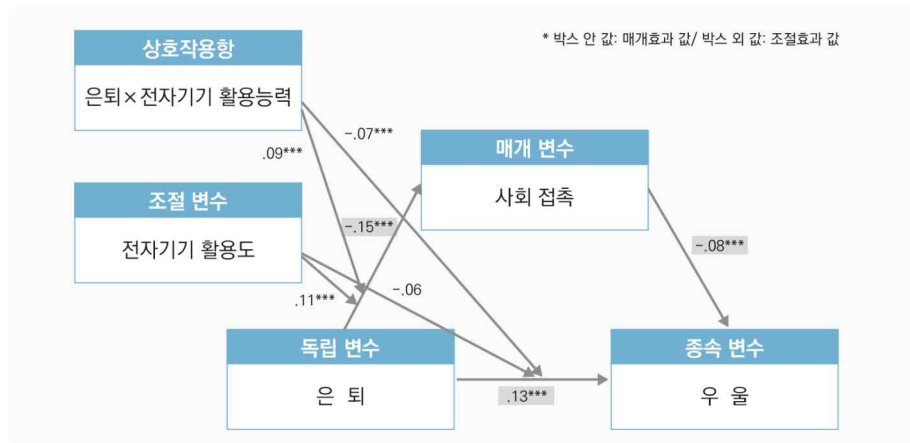 * 박스 안 값: 매개효과 값/ 박스 외 값: 조절효과 값
상호작용항
은퇴×전자기기 활용능력
-.07***
.09***
매개 변수
사회 접촉
조절 변수
전자기기 활용도
-.15***
-.08***
.11***
-.06
독립 변수
은 퇴
.13***
종속 변수
우 울